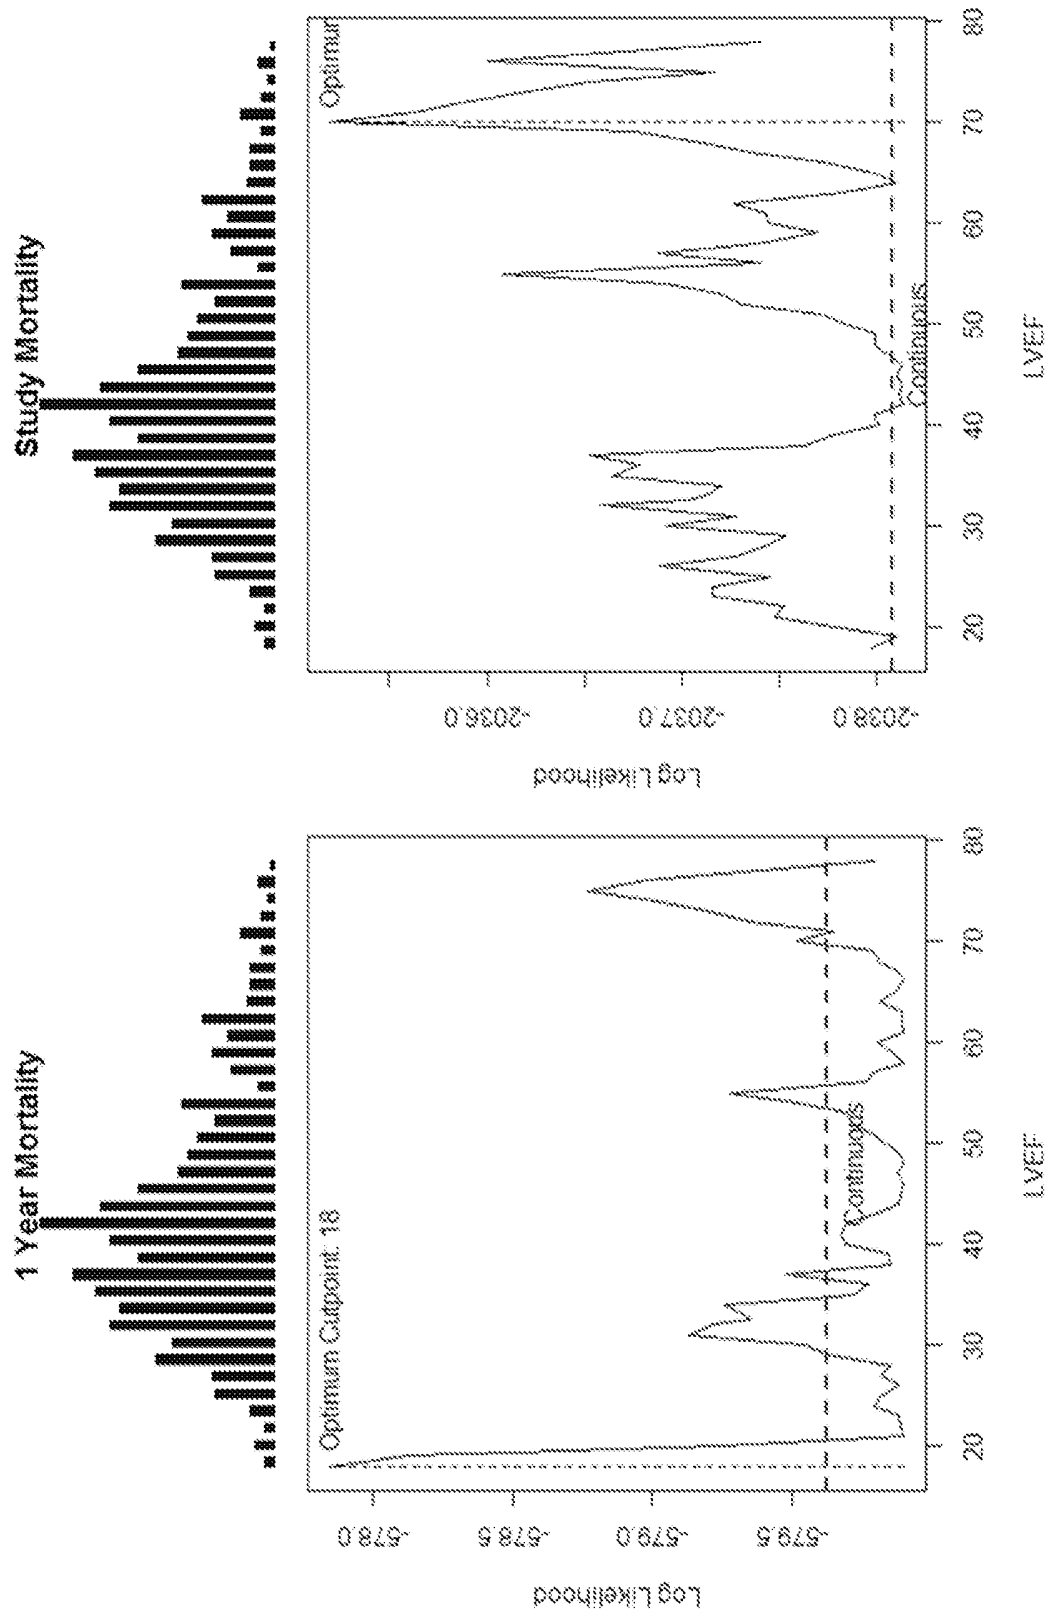 1 Year Mortality
Optimum Cutpoint: 18
Continuous
Log Likelihood
-578.0
-578.5
-579.0
-579.5
20
30
40
50
60
70
80
LVEF
Study Mortality
Optimur
Continuous
Log Likelihood
-2036.0
-2037.0
-2038.0
20
30
40
50
60
70
80
LVEF